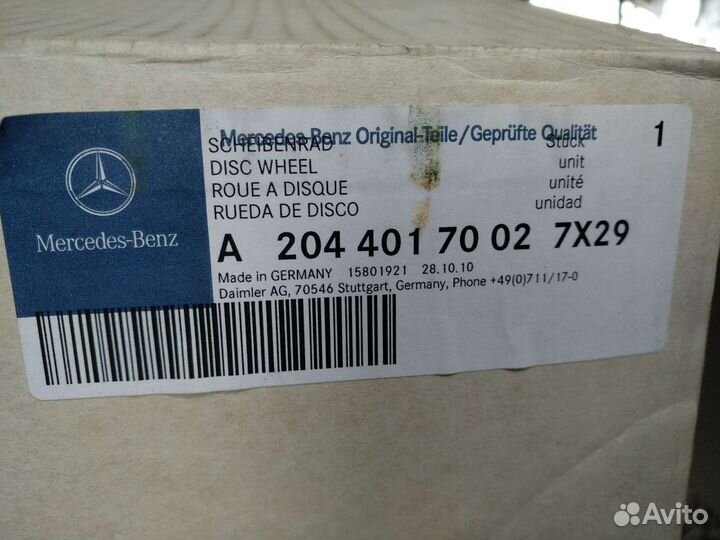 Mercedes-Benz Original-Teile/Geprüfte Qualität
1
SCHEIBENRAD Stück
DISC WHEEL unit
ROUE A DISQUE unité
RUEDA DE DISCO unidad
Mercedes-Benz
A 204 401 70 02 7X29
Made in GERMANY 15801921 28.10.10
Daimler AG, 70546 Stuttgart, Germany, Phone +49(0)711/17-0
Avito